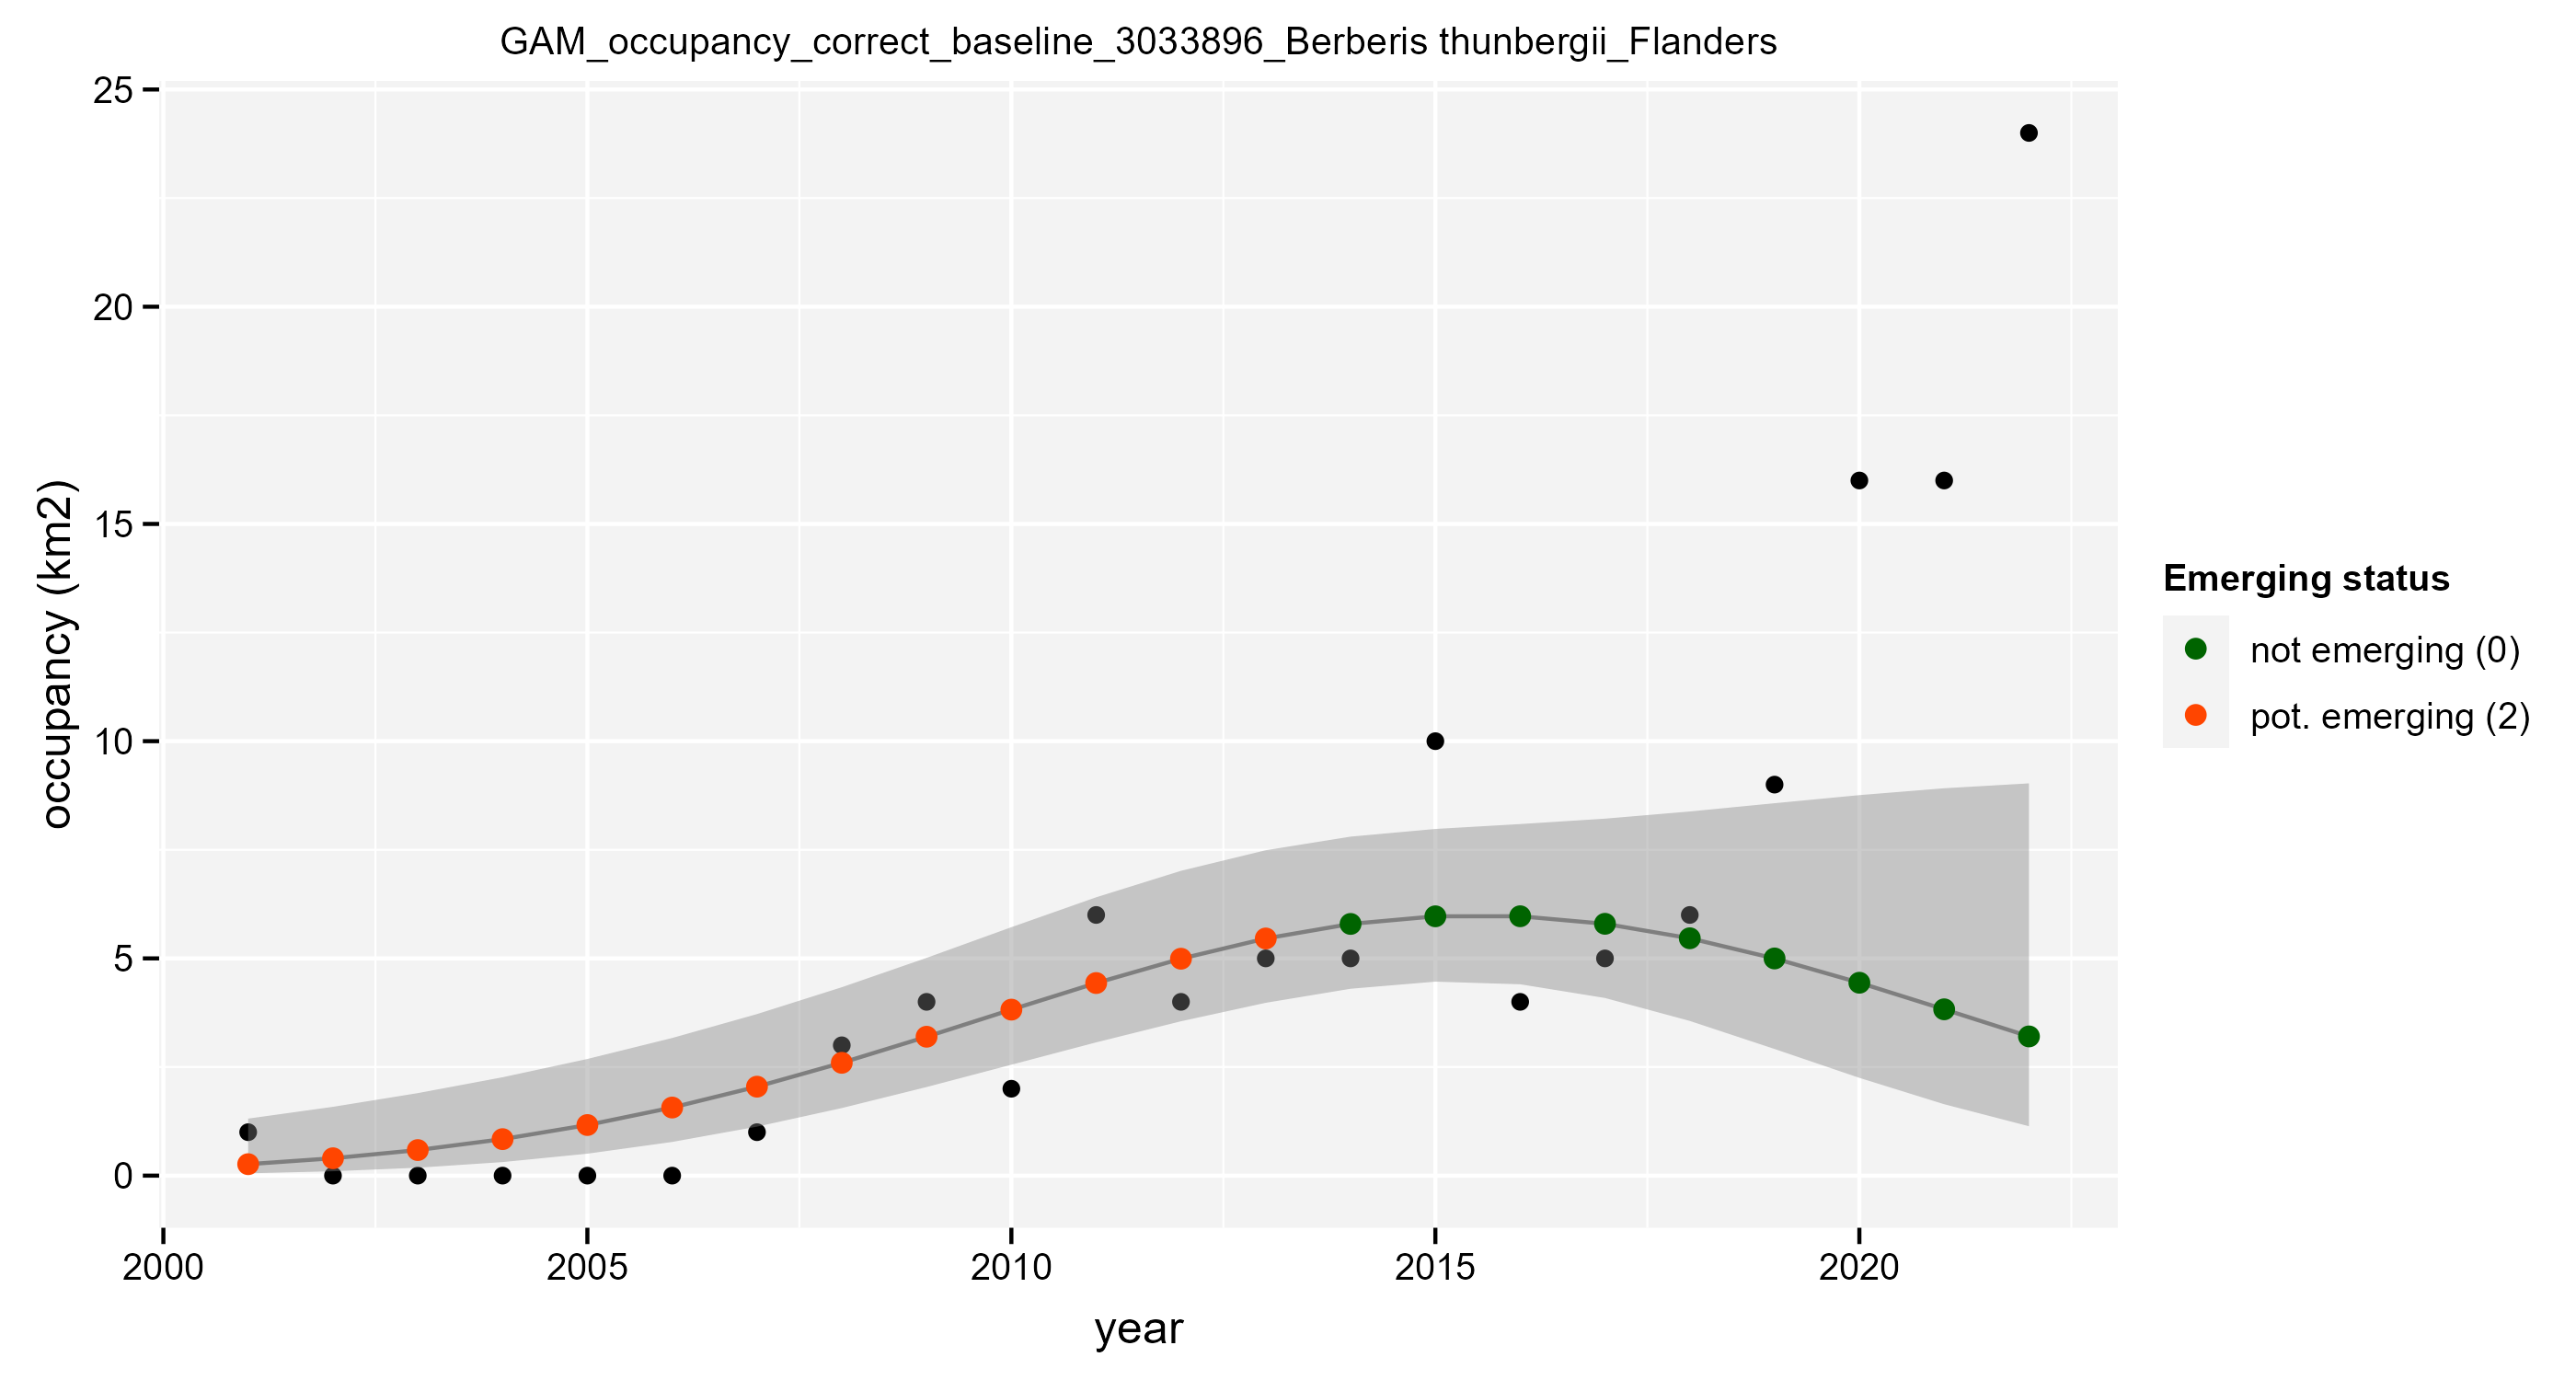 GAM_occupancy_correct_baseline_3033896_Berberis thunbergii_Flanders
25
20
15
10
5
0
occupancy (km2)
2000 2005 2010 2015 2020
year
Emerging status
not emerging (0)
pot. emerging (2)